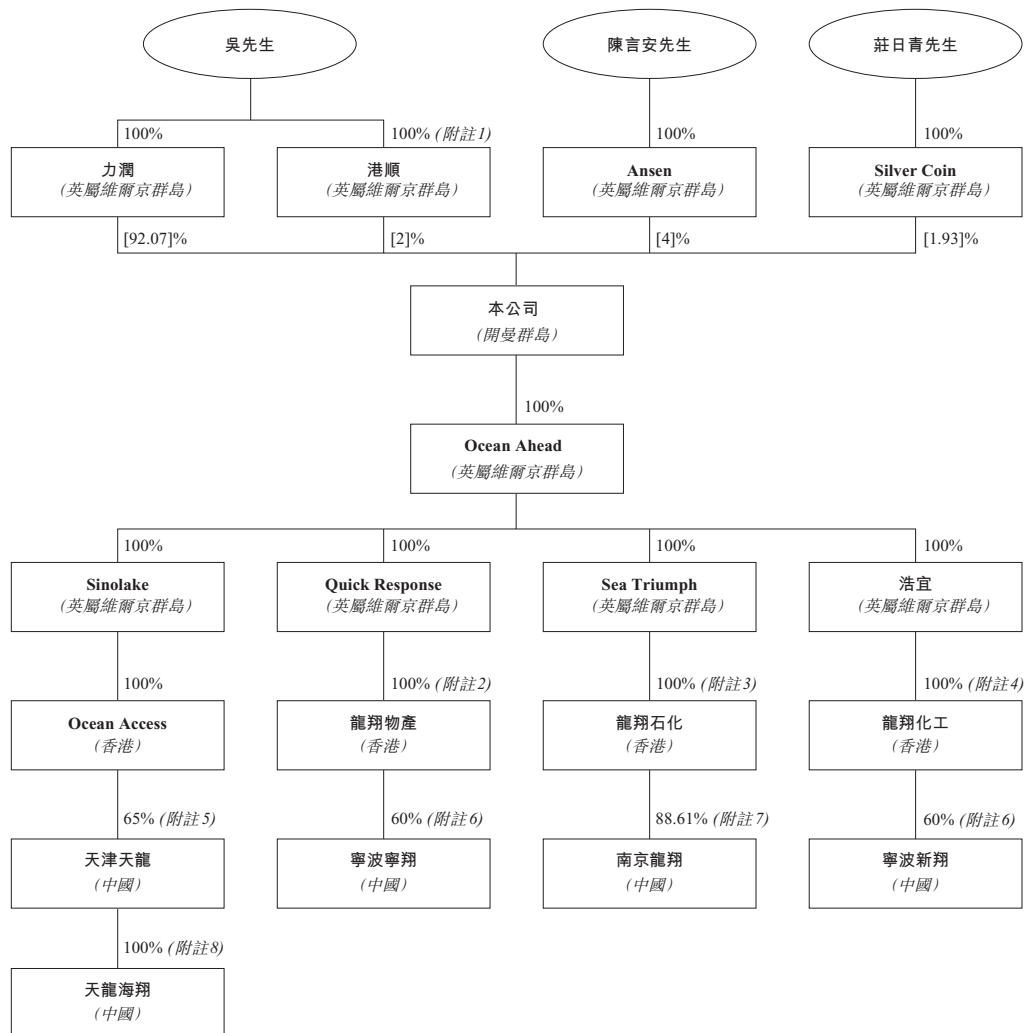 吳先生
陳言安先生
莊日青先生
100%
100% (附註1)
100%
100%
力潤
(英屬維爾京群島)
港順
(英屬維爾京群島)
Ansen
(英屬維爾京群島)
Silver Coin
(英屬維爾京群島)
[92.07]%
[2]%
[4]%
[1.93]%
本公司
(開曼群島)
100%
Ocean Ahead
(英屬維爾京群島)
100%
100%
100%
100%
Sinolake
(英屬維爾京群島)
Quick Response
(英屬維爾京群島)
Sea Triumph
(英屬維爾京群島)
浩宜
(英屬維爾京群島)
100%
100% (附註2)
100% (附註3)
100% (附註4)
Ocean Access
(香港)
龍翔物產
(香港)
龍翔石化
(香港)
龍翔化工
(香港)
65% (附註5)
60% (附註6)
88.61% (附註7)
60% (附註6)
天津天龍
(中國)
寧波寧翔
(中國)
南京龍翔
(中國)
寧波新翔
(中國)
100% (附註8)
天龍海翔
(中國)